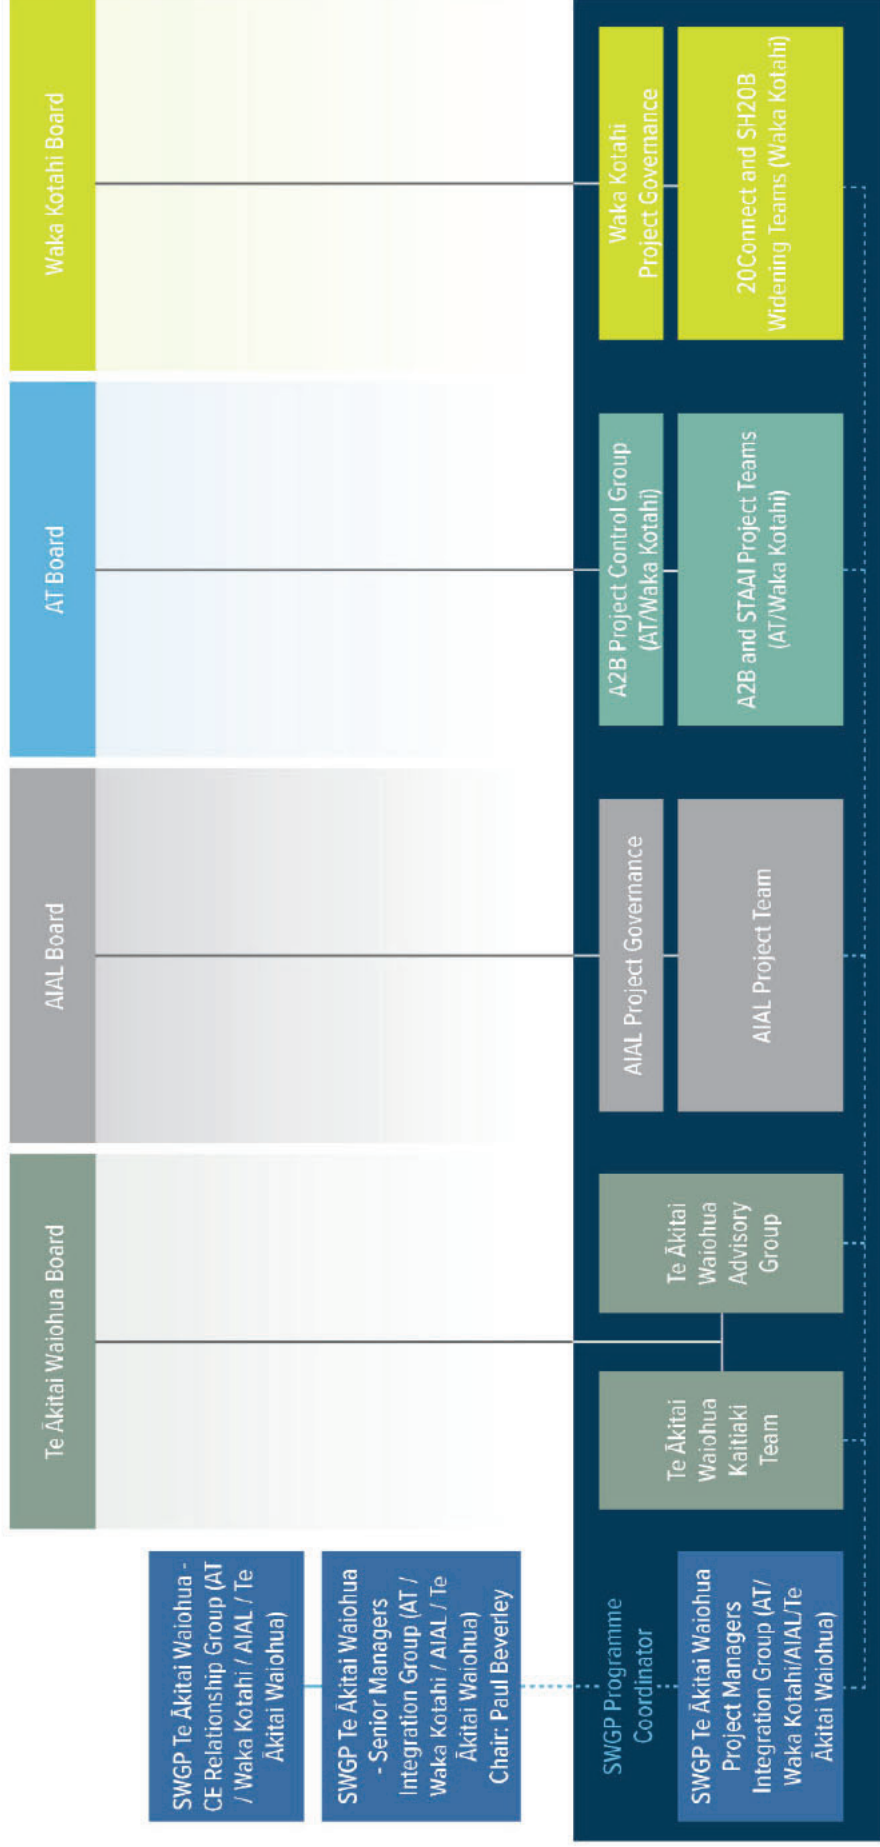 Te Ākitai Waiohua Board
AIAL Board
AT Board
Waka Kotahi Board
SWGP Te Ākitai Waiohua -
CE Relationship Group (AT
/ Waka Kotahi / AIAL / Te
Ākitai Waiohua)
SWGP Te Ākitai Waiohua
- Senior Managers
Integration Group (AT /
Waka Kotahi / AIAL / Te
Ākitai Waiohua)
Chair: Paul Beverley
SWGP Programme
Coordinator
SWGP Te Ākitai Waiohua
Project Managers
Integration Group (AT/
Waka Kotahi/AIAL/Te
Ākitai Waiohua)
Te Ākitai
Waiohua
Kaitiaki
Team
Te Ākitai
Waiohua
Advisory
Group
AIAL Project Governance
AIAL Project Team
A2B Project Control Group
(AT/Waka Kotahi)
A2B and STAAI Project Teams
(AT/Waka Kotahi)
Waka Kotahi
Project Governance
20Connect and SH20B
Widening Teams (Waka Kotahi)